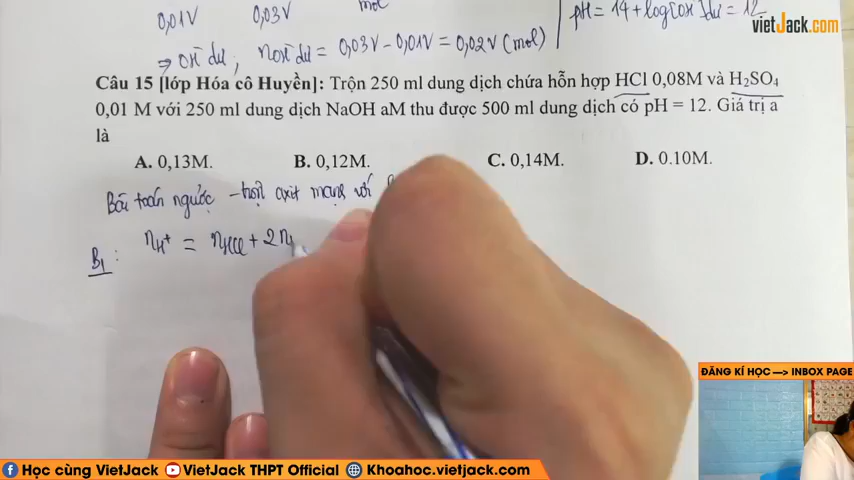 0,01V 0,03V mol
⇒ OH⁻ dư ; nOH⁻ dư = 0,03V - 0,01V = 0,02V (mol)
pH = 14 + log[OH⁻] dư = 12
vietJack.com
Câu 15 [lớp Hóa cô Huyền]: Trộn 250 ml dung dịch chứa hỗn hợp HCl 0,08M và H₂SO₄
0,01 M với 250 ml dung dịch NaOH aM thu được 500 ml dung dịch có pH = 12. Giá trị a
là
A. 0,13M. B. 0,12M. C. 0,14M. D. 0.10M.
Bài toán ngược - trộn axit mạnh với
B1 : nH⁺ = nHCl + 2n
ĐĂNG KÍ HỌC —> INBOX PAGE
Học cùng VietJack VietJack THPT Official Khoahoc.vietjack.com